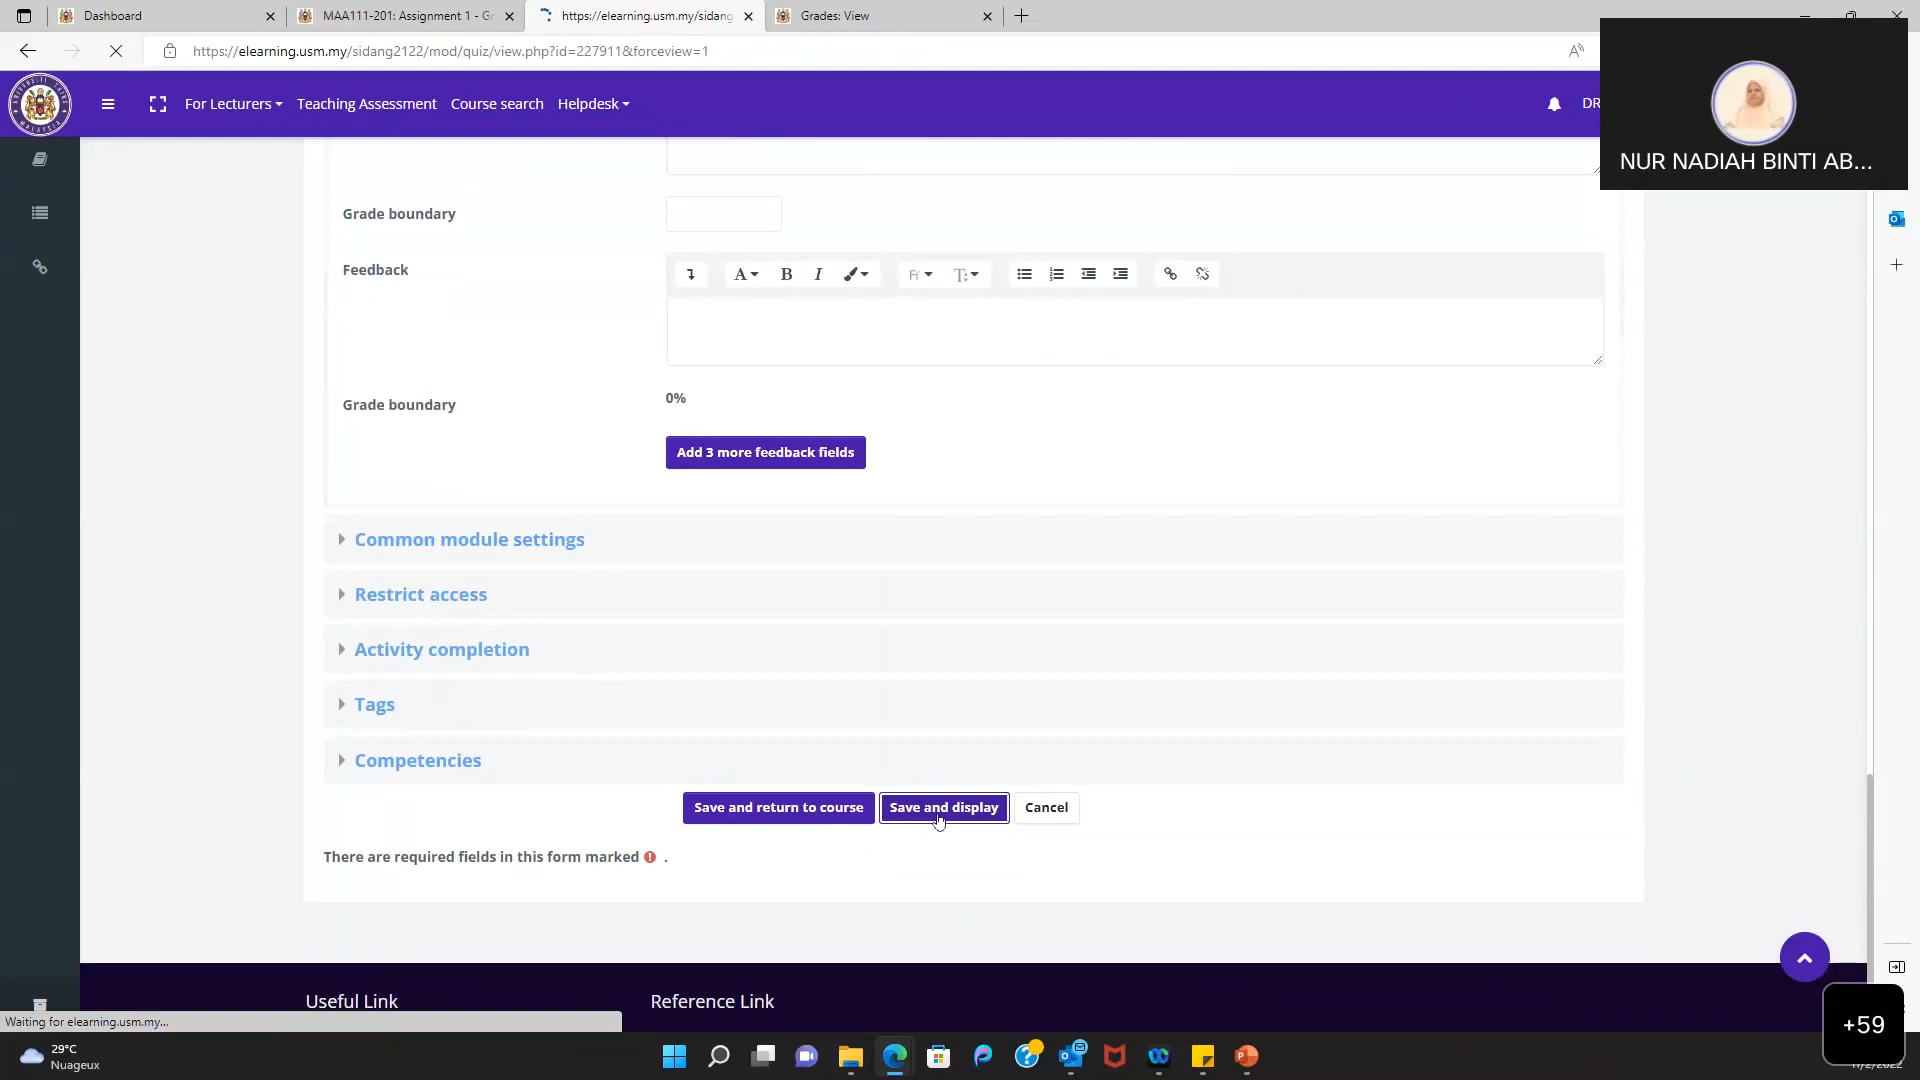 Dashboard
MAA111-201: Assignment 1 - Gr
https://elearning.usm.my/sidang
Grades: View
https://elearning.usm.my/sidang2122/mod/quiz/view.php?id=227911&forceview=1
For Lecturers
Teaching Assessment
Course search
Helpdesk
DR
NUR NADIAH BINTI AB...
Grade boundary
Feedback
Grade boundary
0%
Add 3 more feedback fields
Common module settings
Restrict access
Activity completion
Tags
Competencies
Save and return to course
Save and display
Cancel
There are required fields in this form marked .
Useful Link
Reference Link
Waiting for elearning.usm.my...
+59
29°C
Nuageux
11/2/2022